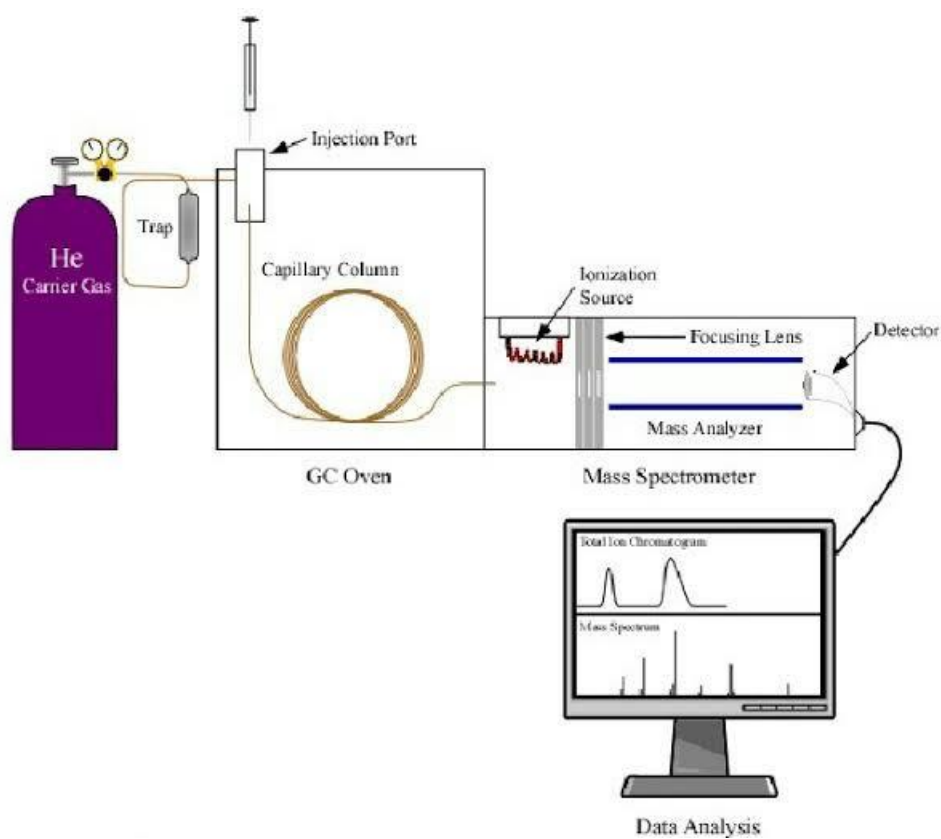 Injection Port
He
Carrier Gas
Trap
Capillary Column
Ionization
Source
Focusing Lens
Detector
Mass Analyzer
GC Oven
Mass Spectrometer
Total Ion Chromatogram
Mass Spectrum
Data Analysis